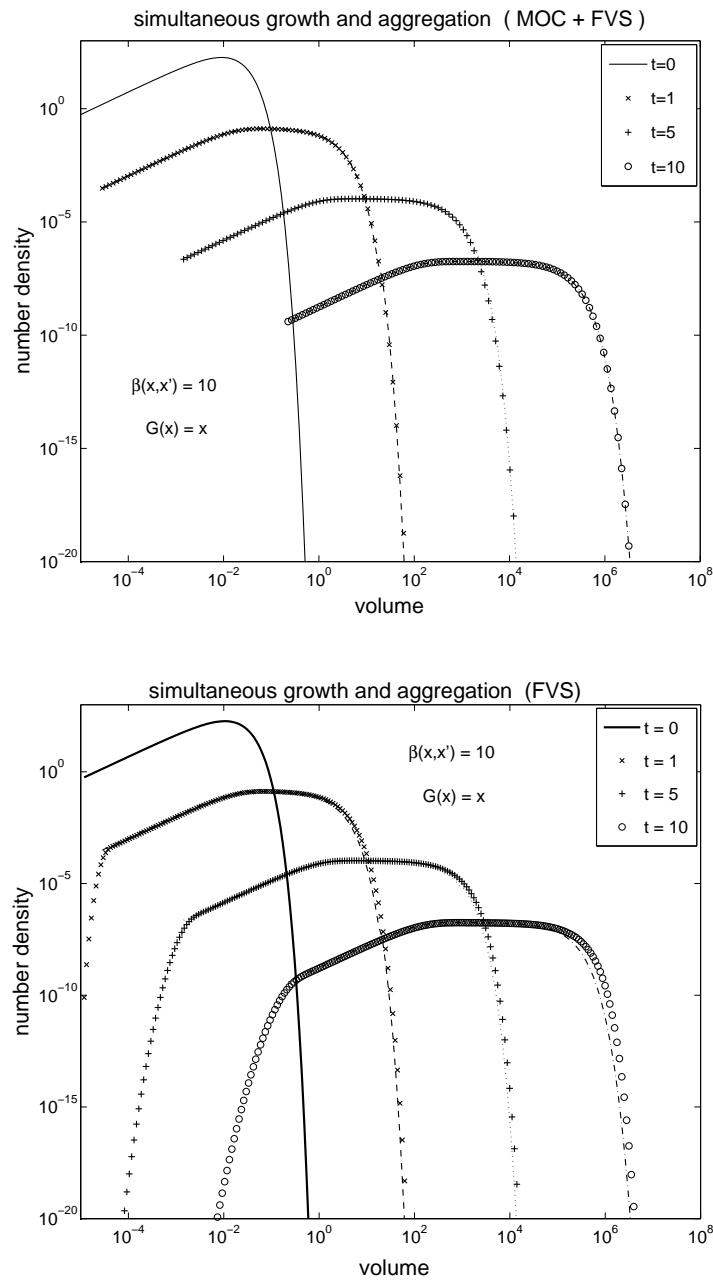 simultaneous growth and aggregation ( MOC + FVS )
t=0
t=1
t=5
t=10
10^0
10^-5
10^-10
10^-15
10^-20
number density
β(x,x') = 10
G(x) = x
10^-4
10^-2
10^0
10^2
10^4
10^6
10^8
volume
simultaneous growth and aggregation (FVS)
t = 0
t = 1
t = 5
t = 10
β(x,x') = 10
G(x) = x
10^0
10^-5
10^-10
10^-15
10^-20
number density
10^-4
10^-2
10^0
10^2
10^4
10^6
10^8
volume